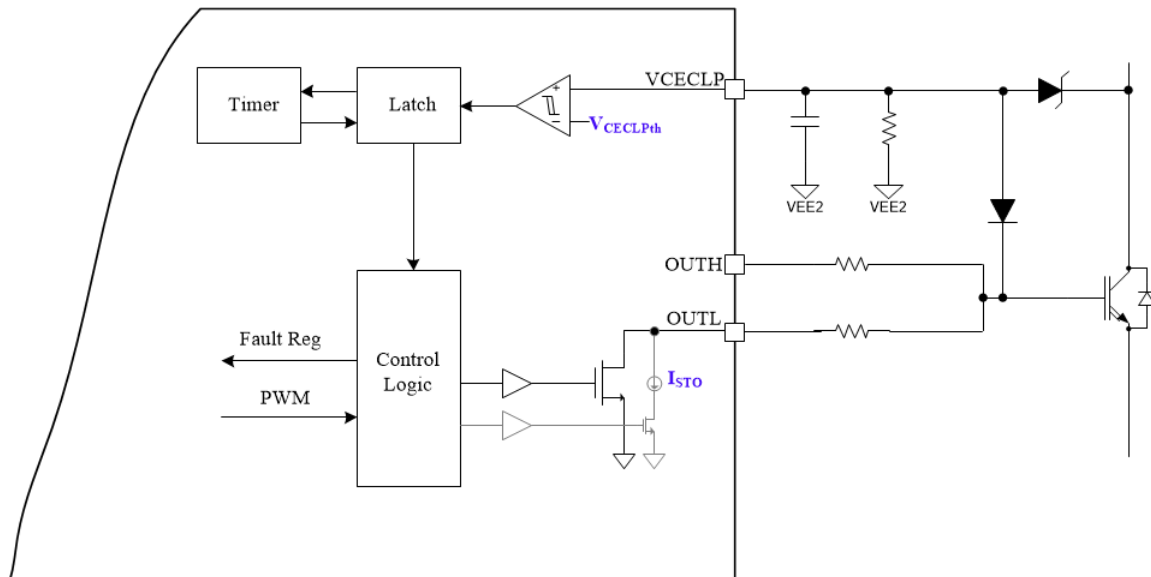 VCECLP
Timer
Latch
+
−
VCECLPth
VEE2
VEE2
OUTH
OUTL
Fault Reg
Control
Logic
ISTO
PWM